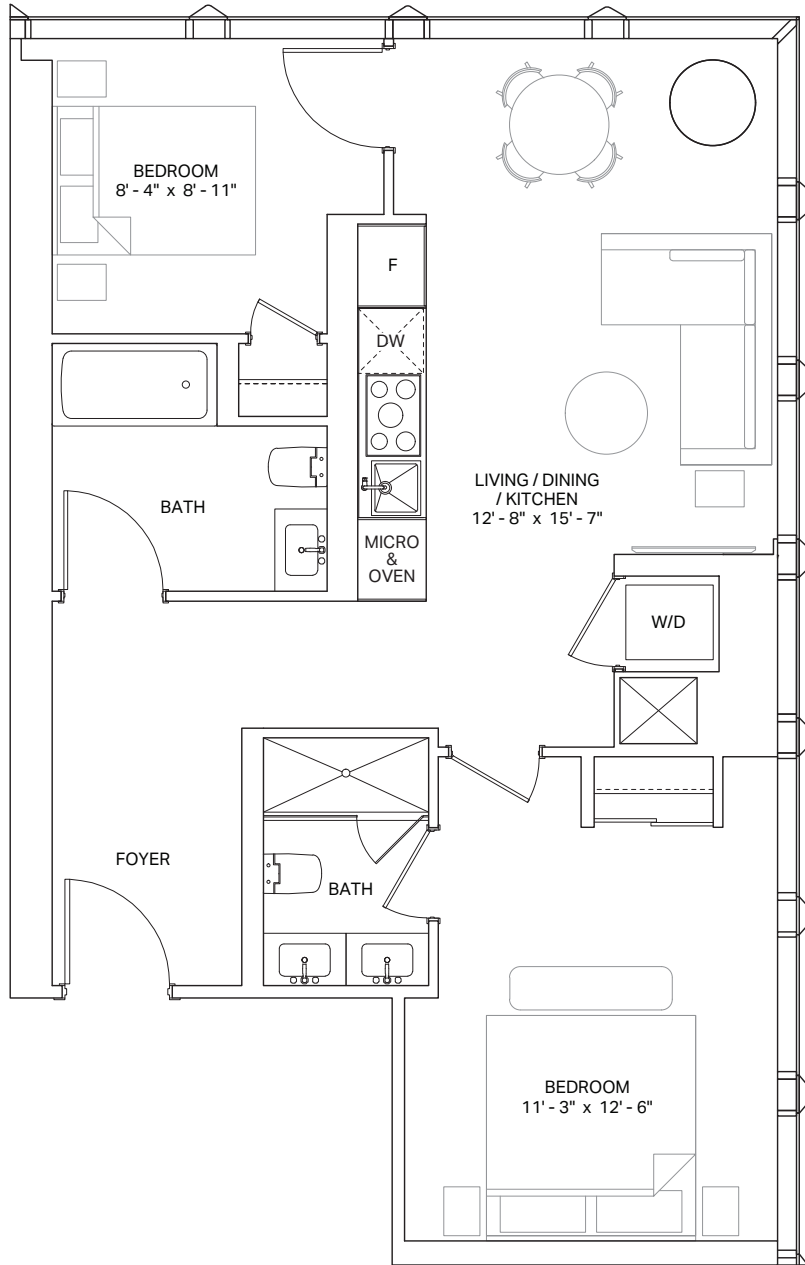 BEDROOM
8' - 4" x 8' - 11"
F
DW
LIVING / DINING
/ KITCHEN
12' - 8" x 15' - 7"
BATH
MICRO
&
OVEN
W/D
FOYER
BATH
BEDROOM
11' - 3" x 12' - 6"